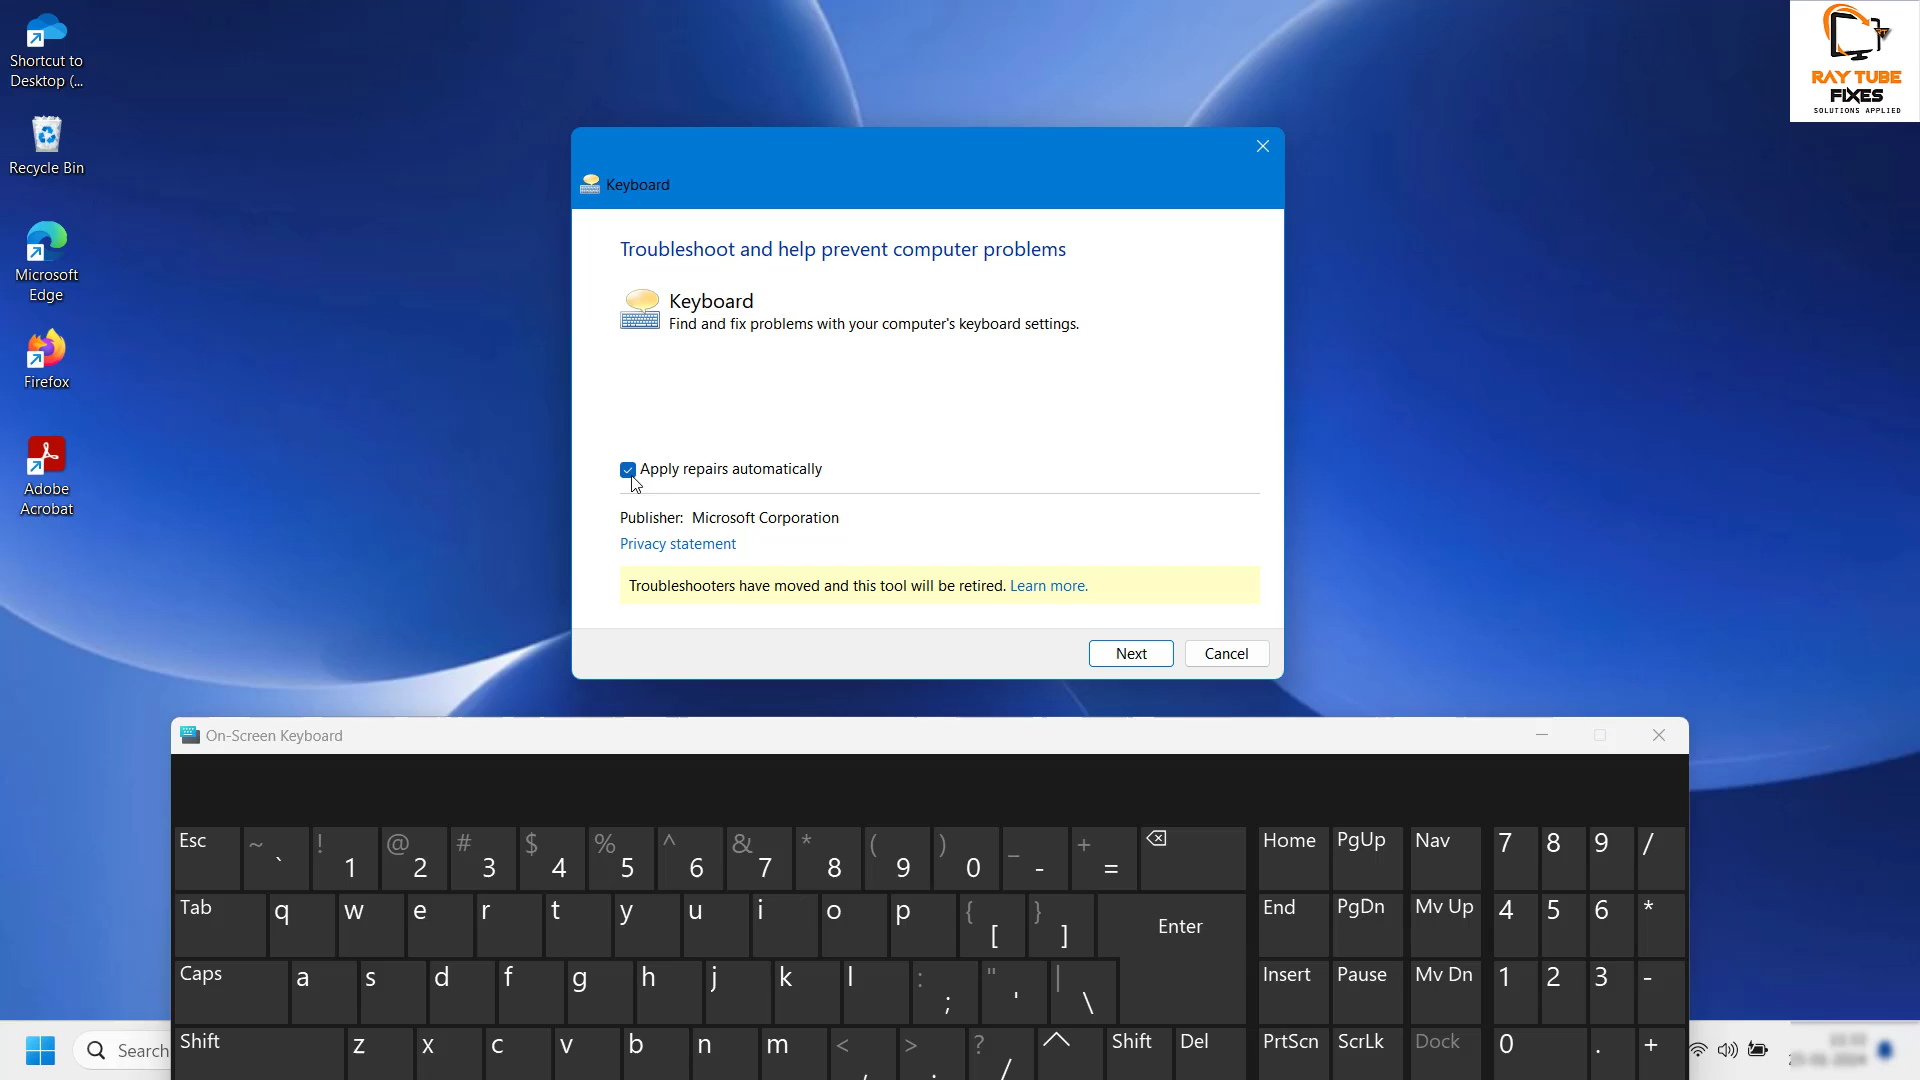 Shortcut to
Desktop (...
Recycle Bin
Microsoft
Edge
Firefox
Adobe
Acrobat
RAY TUBE
FIXES
SOLUTIONS APPLIED
Keyboard
Troubleshoot and help prevent computer problems
Keyboard
Find and fix problems with your computer's keyboard settings.
Apply repairs automatically
Publisher: Microsoft Corporation
Privacy statement
Troubleshooters have moved and this tool will be retired. Learn more.
Next Cancel
On-Screen Keyboard
Esc ~ ` ! 1 @ 2 # 3 $ 4 % 5 ^ 6 & 7 * 8 ( 9 ) 0 _ - + = Home PgUp Nav 7 8 9 /
Tab q w e r t y u i o p { [ } ] Enter End PgDn Mv Up 4 5 6 *
Caps a s d f g h j k l : ; " ' | \ Insert Pause Mv Dn 1 2 3 -
Shift z x c v b n m < , > . ? / Shift Del PrtScn ScrLk Dock 0 . +
Search